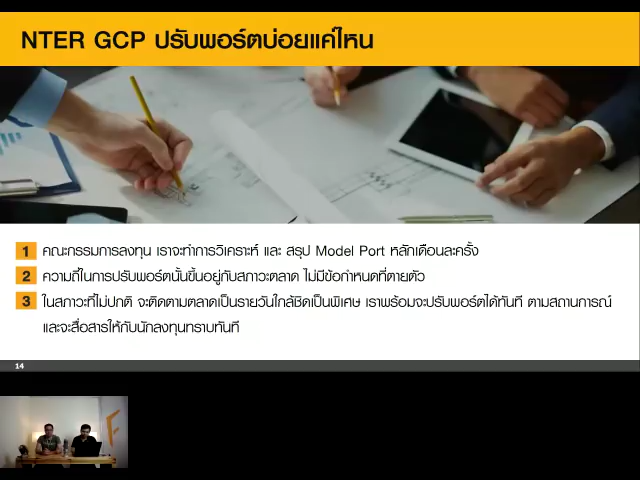 NTER GCP ปรับพอร์ตบ่อยแค่ไหน
1 คณะกรรมการลงทุน เราจะทำการวิเคราะห์ และ สรุป Model Port หลักเดือนละครั้ง
2 ความถี่ในการปรับพอร์ตนั้นขึ้นอยู่กับสภาวะตลาด ไม่มีข้อกำหนดที่ตายตัว
3 ในสภาวะที่ไม่ปกติ จะติดตามตลาดเป็นรายวันใกล้ชิดเป็นพิเศษ เราพร้อมจะปรับพอร์ตได้ทันที ตามสถานการณ์
และจะสื่อสารให้กับนักลงทุนทราบทันที
14